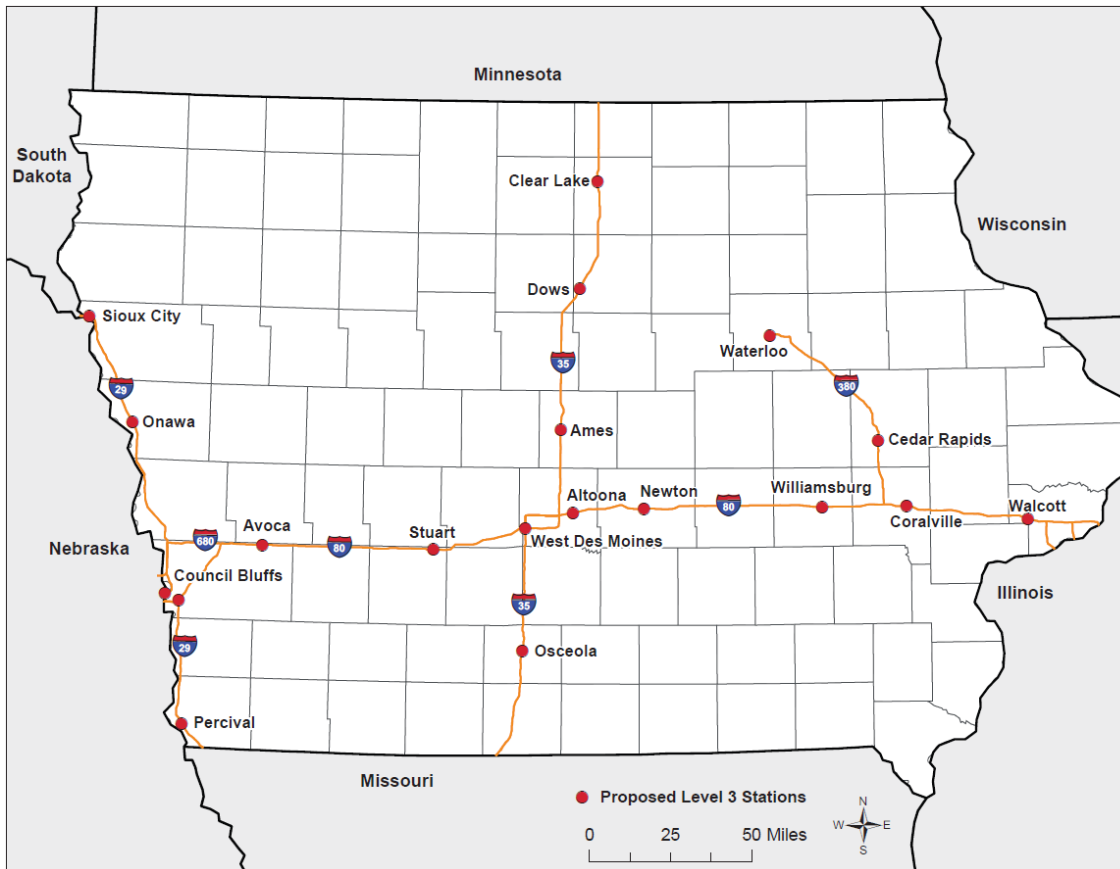 Minnesota
South
Dakota
Clear Lake
Wisconsin
Dows
Sioux City
Waterloo
35
29
380
Onawa
Ames
Cedar Rapids
Altoona
Newton
Williamsburg
80
Coralville
Walcott
Avoca
Stuart
West Des Moines
Nebraska
680
80
Council Bluffs
Illinois
35
29
Osceola
Percival
Missouri
Proposed Level 3 Stations
0 25 50 Miles
N
W E
S